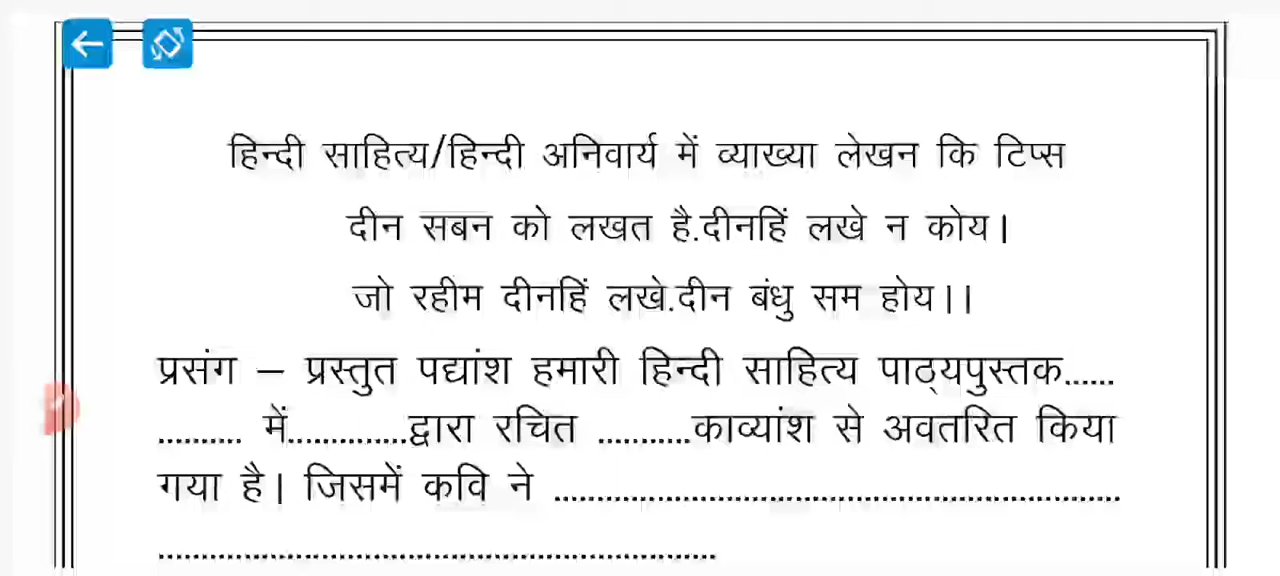 हिन्दी साहित्य/हिन्दी अनिवार्य में व्याख्या लेखन कि टिप्स
दीन सबन को लखत है.दीनहिं लखे न कोय।
जो रहीम दीनहिं लखे.दीन बंधु सम होय।।
प्रसंग – प्रस्तुत पद्यांश हमारी हिन्दी साहित्य पाठ्यपुस्तक......
.......... में..............द्वारा रचित ...........काव्यांश से अवतरित किया
गया है। जिसमें कवि ने ..................................................................
.................................................................